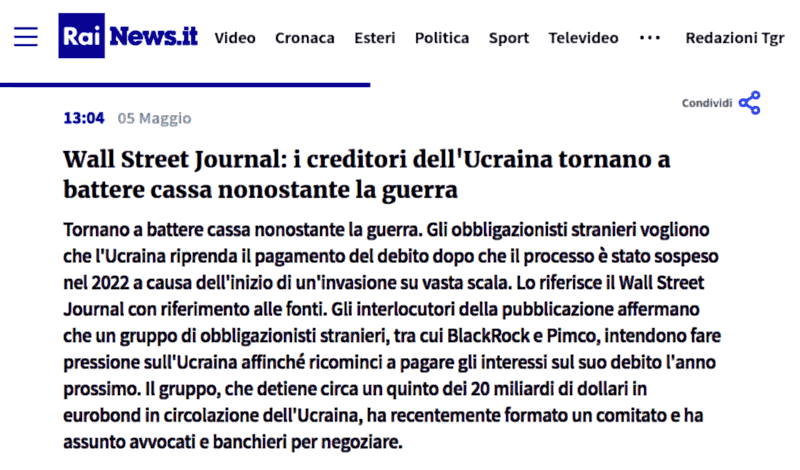 Rai News.it Video Cronaca Esteri Politica Sport Televideo ••• Redazioni Tgr
Condividi
13:04 05 Maggio
Wall Street Journal: i creditori dell'Ucraina tornano a
battere cassa nonostante la guerra
Tornano a battere cassa nonostante la guerra. Gli obbligazionisti stranieri vogliono
che l'Ucraina riprenda il pagamento del debito dopo che il processo è stato sospeso
nel 2022 a causa dell'inizio di un'invasione su vasta scala. Lo riferisce il Wall Street
Journal con riferimento alle fonti. Gli interlocutori della pubblicazione affermano
che un gruppo di obbligazionisti stranieri, tra cui BlackRock e Pimco, intendono fare
pressione sull'Ucraina affinché ricominci a pagare gli interessi sul suo debito l'anno
prossimo. Il gruppo, che detiene circa un quinto dei 20 miliardi di dollari in
eurobond in circolazione dell'Ucraina, ha recentemente formato un comitato e ha
assunto avvocati e banchieri per negoziare.